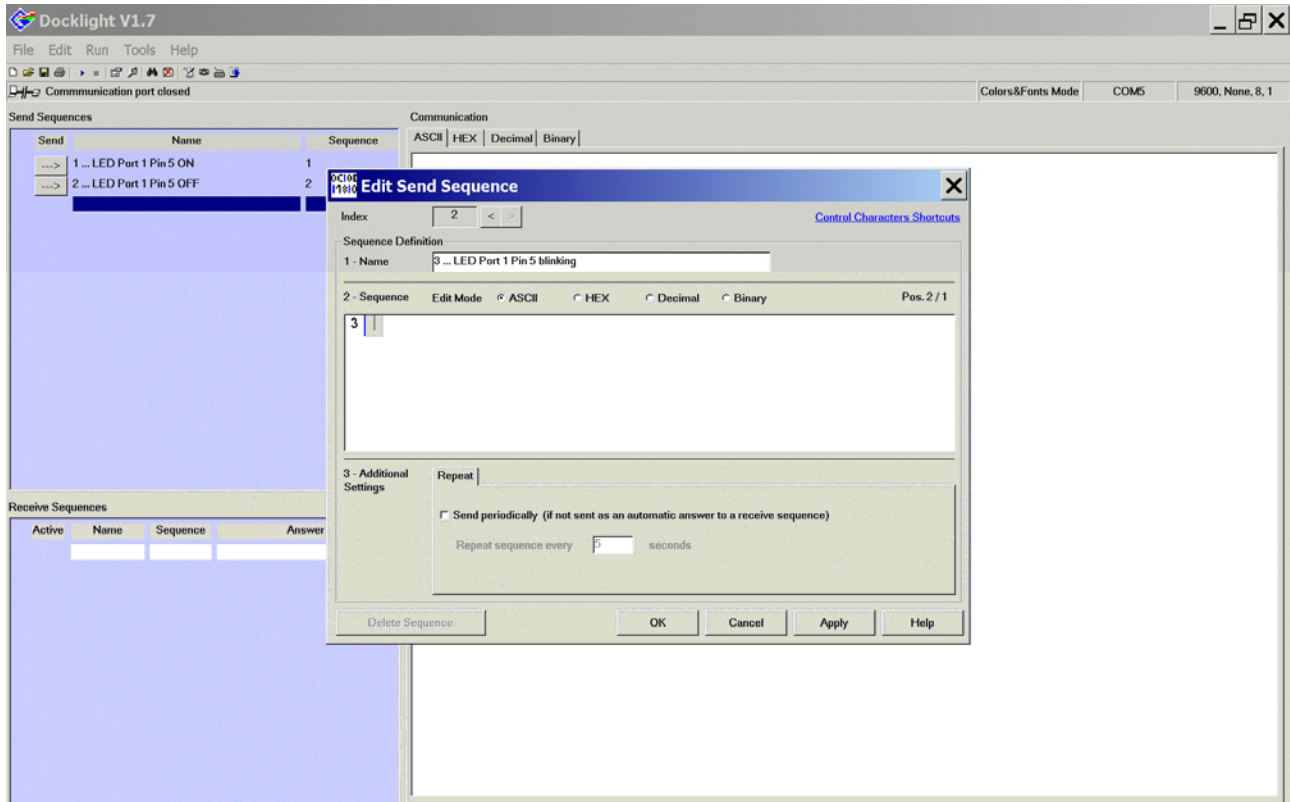 Docklight V1.7
File Edit Run Tools Help
Commmunication port closed
Colors&Fonts Mode COM5 9600, None, 8, 1
Send Sequences
Send Name Sequence
---> 1 ... LED Port 1 Pin 5 ON 1
---> 2 ... LED Port 1 Pin 5 OFF 2
Communication
ASCII HEX Decimal Binary
Edit Send Sequence
Index 2 < > Control Characters Shortcuts
Sequence Definition
1 - Name 3 ... LED Port 1 Pin 5 blinking
2 - Sequence Edit Mode ASCII HEX Decimal Binary Pos. 2 / 1
3
3 - Additional Settings
Repeat
Send periodically (if not sent as an automatic answer to a receive sequence)
Repeat sequence every 5 seconds
Delete Sequence OK Cancel Apply Help
Receive Sequences
Active Name Sequence Answer